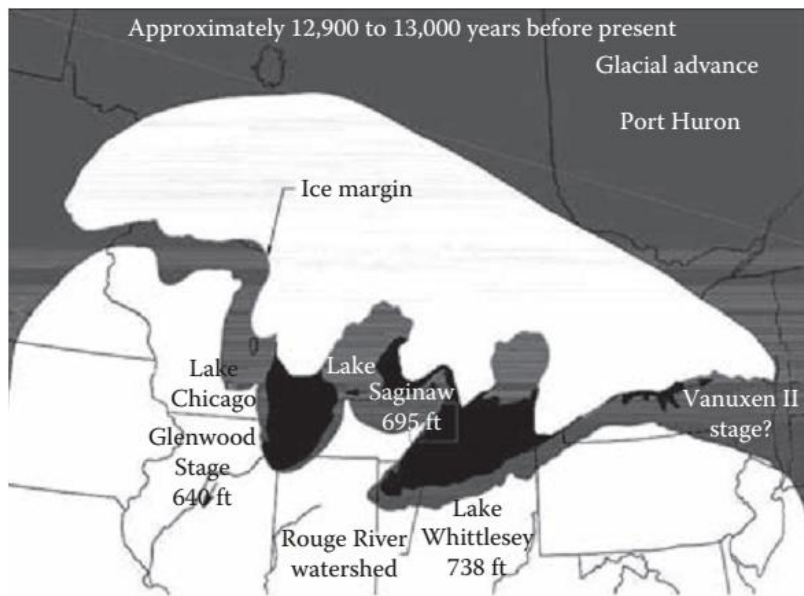 Approximately 12,900 to 13,000 years before present
Glacial advance
Port Huron
Ice margin
Lake
Chicago
Glenwood
Stage
640 ft
Lake
Saginaw
695 ft
Vanuxen II
stage?
Rouge River
watershed
Lake
Whittlesey
738 ft